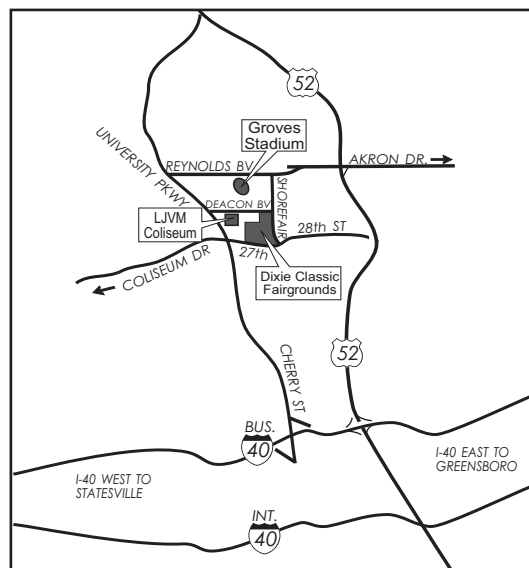 52
Groves
Stadium
UNIVERSITY PKWY
REYNOLDS BV
AKRON DR.
SHOREFAIR
DEACON BV
LJVM
Coliseum
28th ST
27th
COLISEUM DR
Dixie Classic
Fairgrounds
52
CHERRY ST
BUS.
40
I-40 WEST TO
STATESVILLE
I-40 EAST TO
GREENSBORO
INT.
40